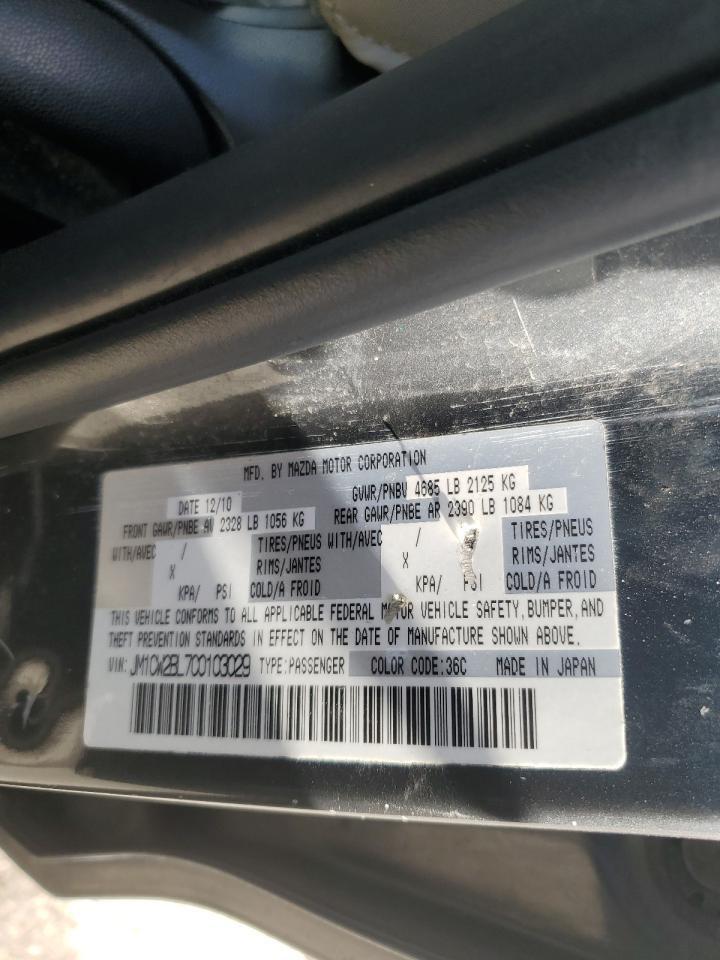 MFD. BY MAZDA MOTOR CORPORATION
DATE 12/10 GVWR/PNBV 4685 LB 2125 KG
FRONT GAWR/PNBE AV 2328 LB 1056 KG REAR GAWR/PNBE AR 2390 LB 1084 KG
WITH/AVEC / TIRES/PNEUS WITH/AVEC / TIRES/PNEUS
X RIMS/JANTES X RIMS/JANTES
KPA/ PSI COLD/A FROID KPA/ PSI COLD/A FROID
THIS VEHICLE CONFORMS TO ALL APPLICABLE FEDERAL MOTOR VEHICLE SAFETY, BUMPER, AND
THEFT PREVENTION STANDARDS IN EFFECT ON THE DATE OF MANUFACTURE SHOWN ABOVE.
VIN: JM1CW2BL7C0103029 TYPE:PASSENGER COLOR CODE:36C MADE IN JAPAN